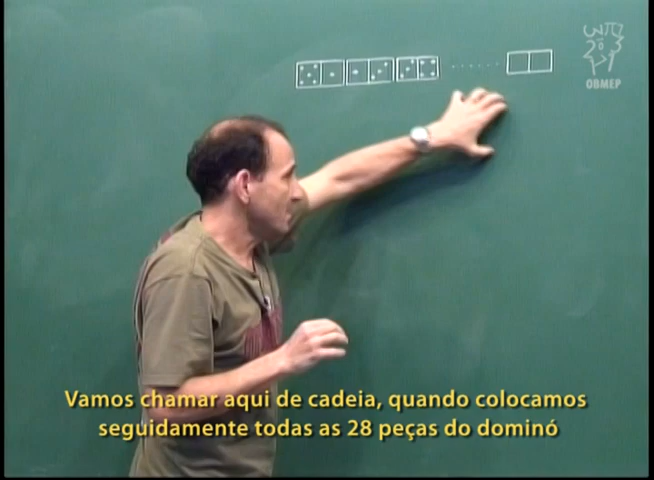 OBMEP
Vamos chamar aqui de cadeia, quando colocamos
seguidamente todas as 28 peças do dominó